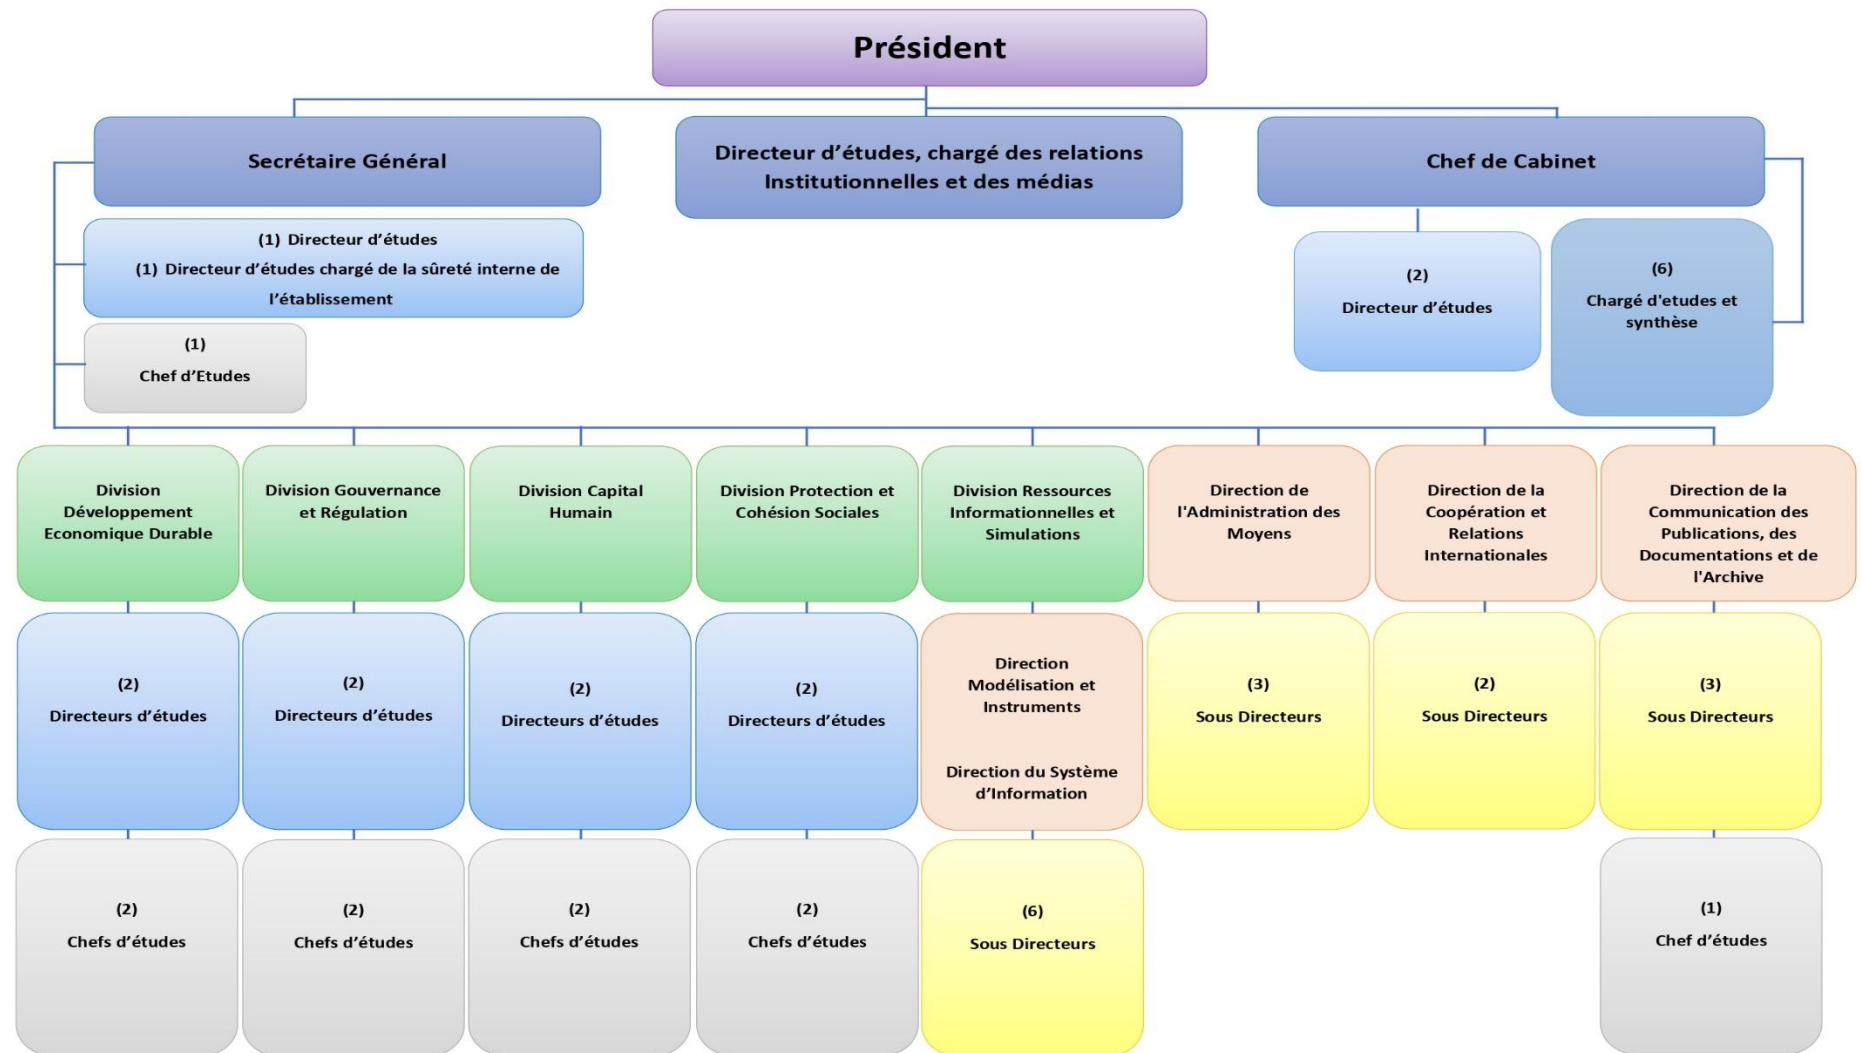 Président
Secrétaire Général
Directeur d’études, chargé des relations
Institutionnelles et des médias
Chef de Cabinet
(1) Directeur d’études
(1) Directeur d’études chargé de la sûreté interne de
l’établissement
(1)
Chef d’Etudes
(2)
Directeur d’études
(6)
Chargé d'etudes et
synthèse
Division
Développement
Economique Durable
Division Gouvernance
et Régulation
Division Capital
Humain
Division Protection et
Cohésion Sociales
Division Ressources
Informationnelles et
Simulations
Direction de
l'Administration des
Moyens
Direction de la
Coopération et
Relations
Internationales
Direction de la
Communication des
Publications, des
Documentations et de
l'Archive
(2)
Directeurs d’études
(2)
Directeurs d’études
(2)
Directeurs d’études
(2)
Directeurs d’études
Direction
Modélisation et
Instruments
Direction du Système
d’Information
(3)
Sous Directeurs
(2)
Sous Directeurs
(3)
Sous Directeurs
(2)
Chefs d’études
(2)
Chefs d’études
(2)
Chefs d’études
(2)
Chefs d’études
(6)
Sous Directeurs
(1)
Chef d’études